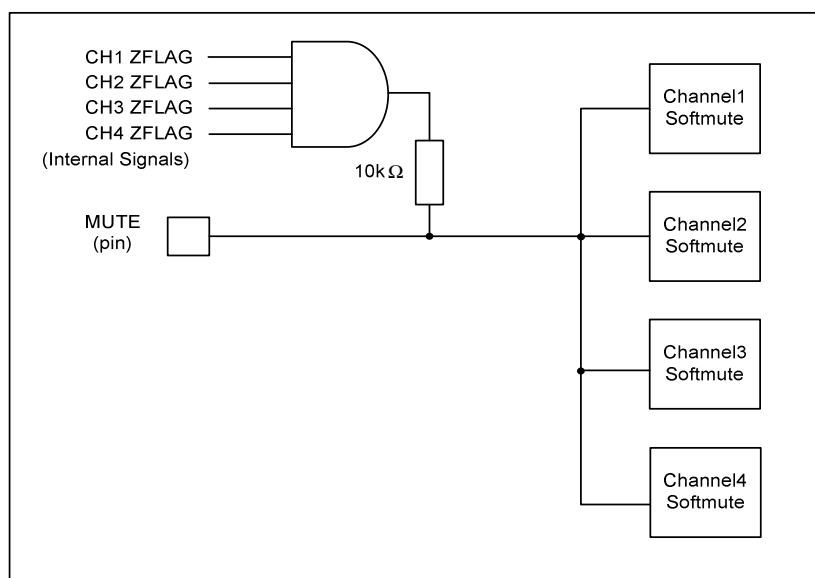 CH1 ZFLAG
CH2 ZFLAG
CH3 ZFLAG
CH4 ZFLAG
(Internal Signals)
10kΩ
MUTE
(pin)
Channel1
Softmute
Channel2
Softmute
Channel3
Softmute
Channel4
Softmute